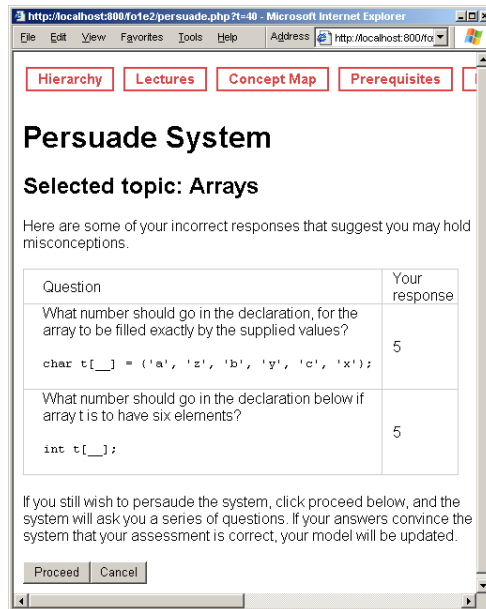 http://localhost:800/fo1e2/persuade.php?t=40 - Microsoft Internet Explorer
File Edit View Favorites Tools Help Address http://localhost:800/fo
Hierarchy Lectures Concept Map Prerequisites
Persuade System
Selected topic: Arrays
Here are some of your incorrect responses that suggest you may hold
misconceptions.
Question
Your
response
What number should go in the declaration, for the
array to be filled exactly by the supplied values?
char t[__] = {'a', 'z', 'b', 'y', 'c', 'x'};
5
What number should go in the declaration below if
array t is to have six elements?
int t[__];
5
If you still wish to persaude the system, click proceed below, and the
system will ask you a series of questions. If your answers convince the
system that your assessment is correct, your model will be updated.
Proceed Cancel